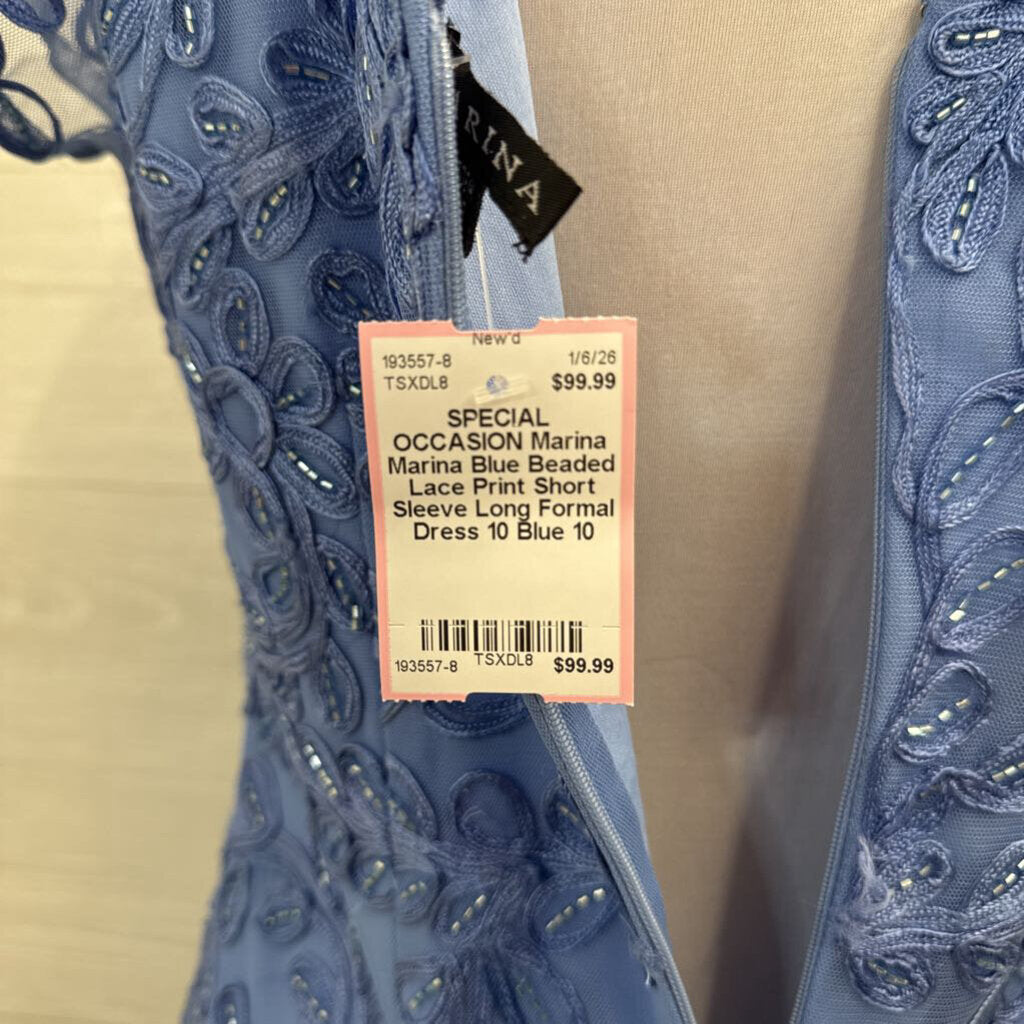 RINA
New'd
193557-8 1/6/26
TSXDL8 $99.99
SPECIAL
OCCASION Marina
Marina Blue Beaded
Lace Print Short
Sleeve Long Formal
Dress 10 Blue 10
193557-8 TSXDL8 $99.99